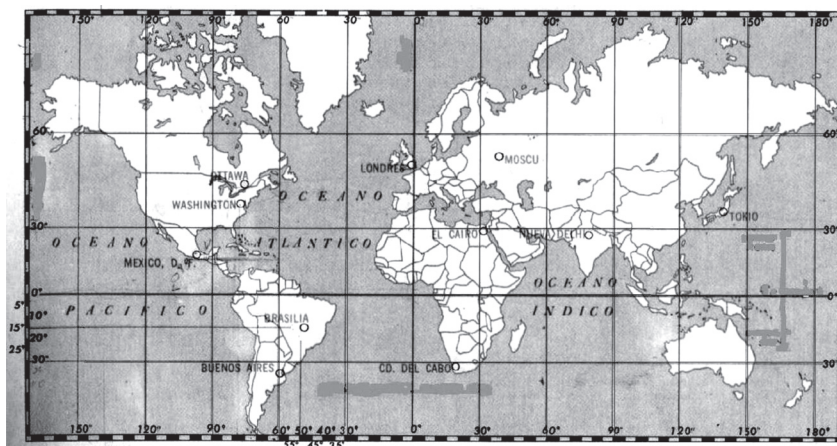 150° 120° 90° 60° 30° 0° 30° 60° 90° 120° 150° 180°
60° 60°
LONDRES MOSCU
OTTAWA
OCEANO
WASHINGTON TOKIO
30° EL CAIRO NUEVA DELHI 30°
OCEANO ATLÁNTICO
MEXICO, D. F.
OCEANO
0° 0°
5° PACIFICO INDICO
10° BRASILIA
15°
25°
30° BUENOS AIRES CD. DEL CABO 30°
150° 120° 90° 60° 50° 40° 30° 0° 30° 60° 90° 120° 150° 180°
55° 45° 35°